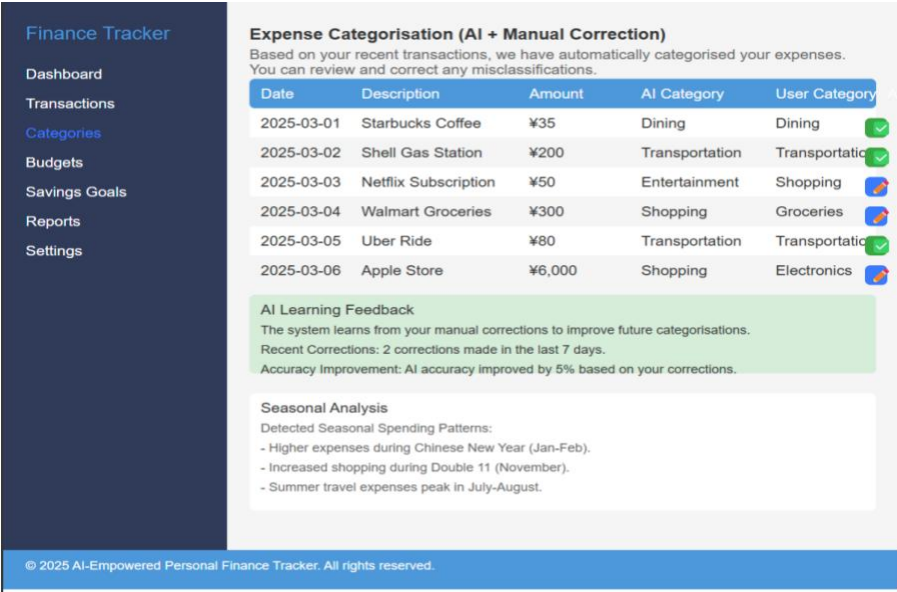 Finance Tracker
Dashboard
Transactions
Categories
Budgets
Savings Goals
Reports
Settings
Expense Categorisation (AI + Manual Correction)
Based on your recent transactions, we have automatically categorised your expenses.
You can review and correct any misclassifications.
Date Description Amount AI Category User Category
2025-03-01 Starbucks Coffee ¥35 Dining Dining
2025-03-02 Shell Gas Station ¥200 Transportation Transportatio
2025-03-03 Netflix Subscription ¥50 Entertainment Shopping
2025-03-04 Walmart Groceries ¥300 Shopping Groceries
2025-03-05 Uber Ride ¥80 Transportation Transportatio
2025-03-06 Apple Store ¥6,000 Shopping Electronics
AI Learning Feedback
The system learns from your manual corrections to improve future categorisations.
Recent Corrections: 2 corrections made in the last 7 days.
Accuracy Improvement: AI accuracy improved by 5% based on your corrections.
Seasonal Analysis
Detected Seasonal Spending Patterns:
- Higher expenses during Chinese New Year (Jan-Feb).
- Increased shopping during Double 11 (November).
- Summer travel expenses peak in July-August.
© 2025 AI-Empowered Personal Finance Tracker. All rights reserved.